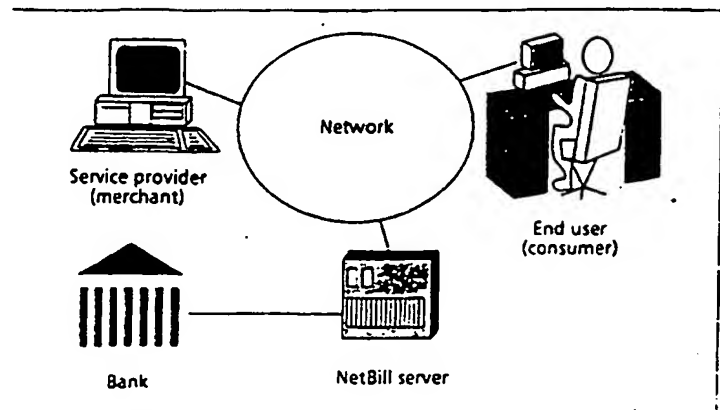 Network
Service provider
(merchant)
End user
(consumer)
Bank
NetBill server